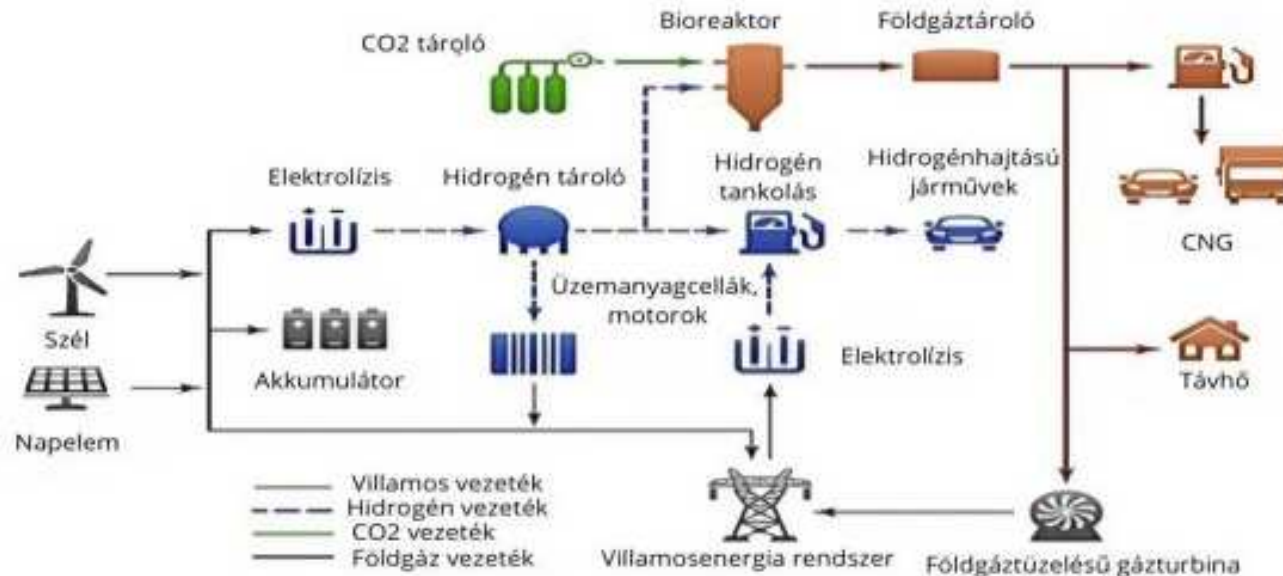 Bioreaktor
Földgáztároló
CO2 tároló
Elektrolízis
Hidrogén tároló
Hidrogén
tankolás
Hidrogénhajtású
járművek
CNG
Szél
Akkumulátor
Üzemanyagcellák,
motorok
Elektrolízis
Távhő
Napelem
Villamos vezeték
Hidrogén vezeték
CO2 vezeték
Földgáz vezeték
Villamosenergia rendszer
Földgáztüzelésű gázturbina